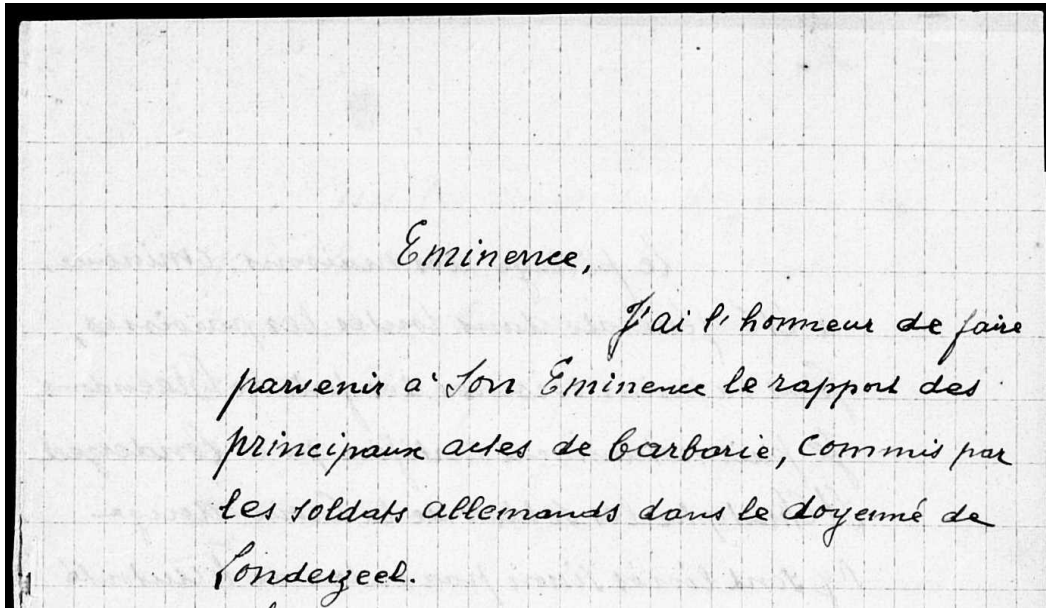 Eminence,
J'ai l'honneur de faire
parvenir à Son Eminence le rapport des
principaux actes de barbarie, commis par
les soldats allemands dans le doyenné de
Londerzeel.